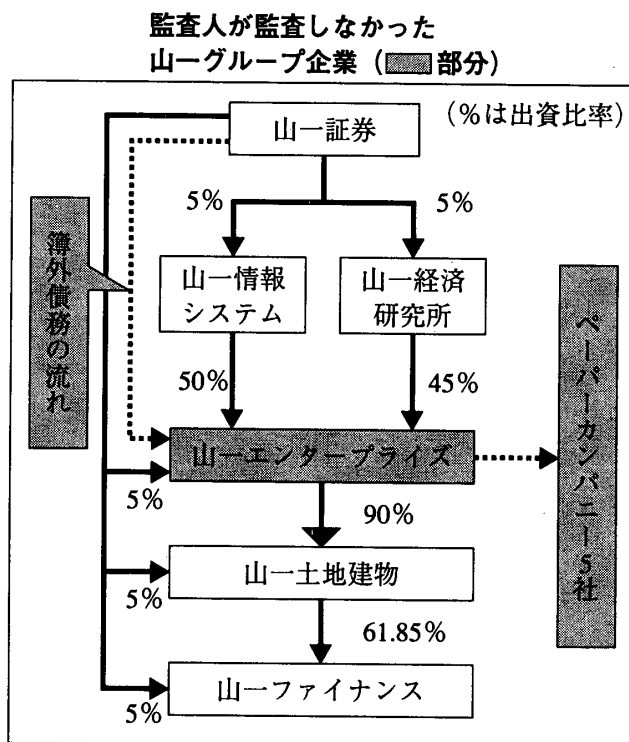 監査人が監査しなかった
山一グループ企業（　　部分）
山一証券
（％は出資比率）
5%
5%
簿外債務の流れ
山一情報
システム
山一経済
研究所
ペーパーカンパニー5社
50%
45%
山一エンタープライズ
5%
90%
山一土地建物
5%
61.85%
山一ファイナンス
5%